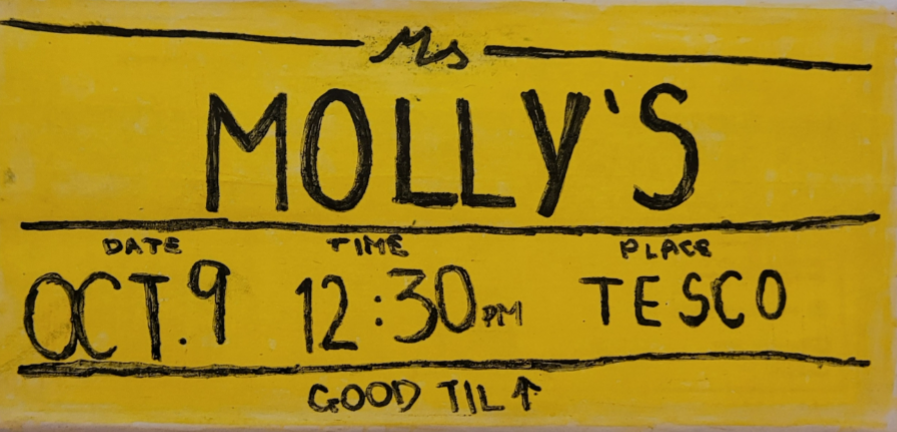 Ms
MOLLY'S
DATE TIME PLACE
OCT.9 12:30PM TESCO
GOOD TIL↑